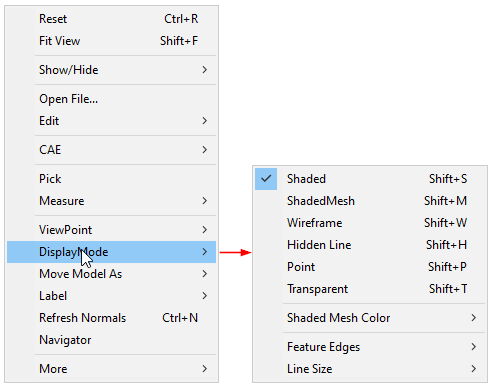 Reset Ctrl+R
Fit View Shift+F
Show/Hide
Open File...
Edit
CAE
Pick
Measure
ViewPoint
DisplayMode
Move Model As
Label
Refresh Normals Ctrl+N
Navigator
More
Shaded Shift+S
ShadedMesh Shift+M
Wireframe Shift+W
Hidden Line Shift+H
Point Shift+P
Transparent Shift+T
Shaded Mesh Color
Feature Edges
Line Size